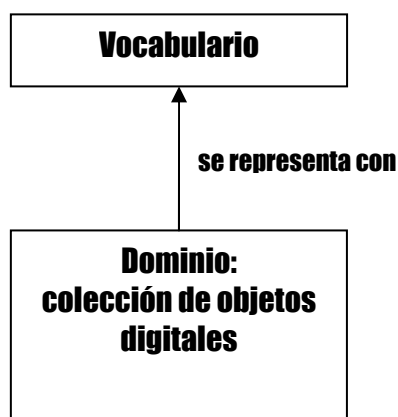 Vocabulario
se representa con
Dominio:
colección de objetos
digitales